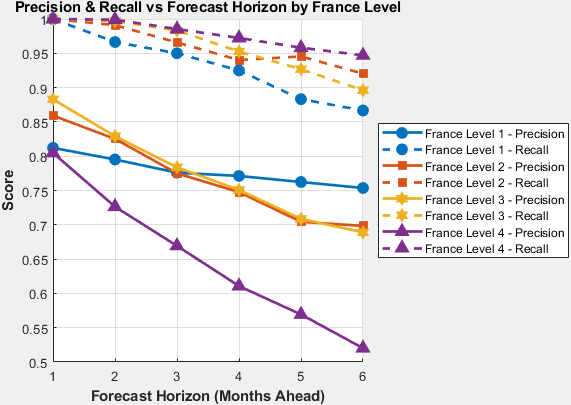 Precision & Recall vs Forecast Horizon by France Level
1
0.95
0.9
0.85
0.8
0.75
0.7
0.65
0.6
0.55
0.5
Score
1 2 3 4 5 6
Forecast Horizon (Months Ahead)
France Level 1 - Precision
France Level 1 - Recall
France Level 2 - Precision
France Level 2 - Recall
France Level 3 - Precision
France Level 3 - Recall
France Level 4 - Precision
France Level 4 - Recall